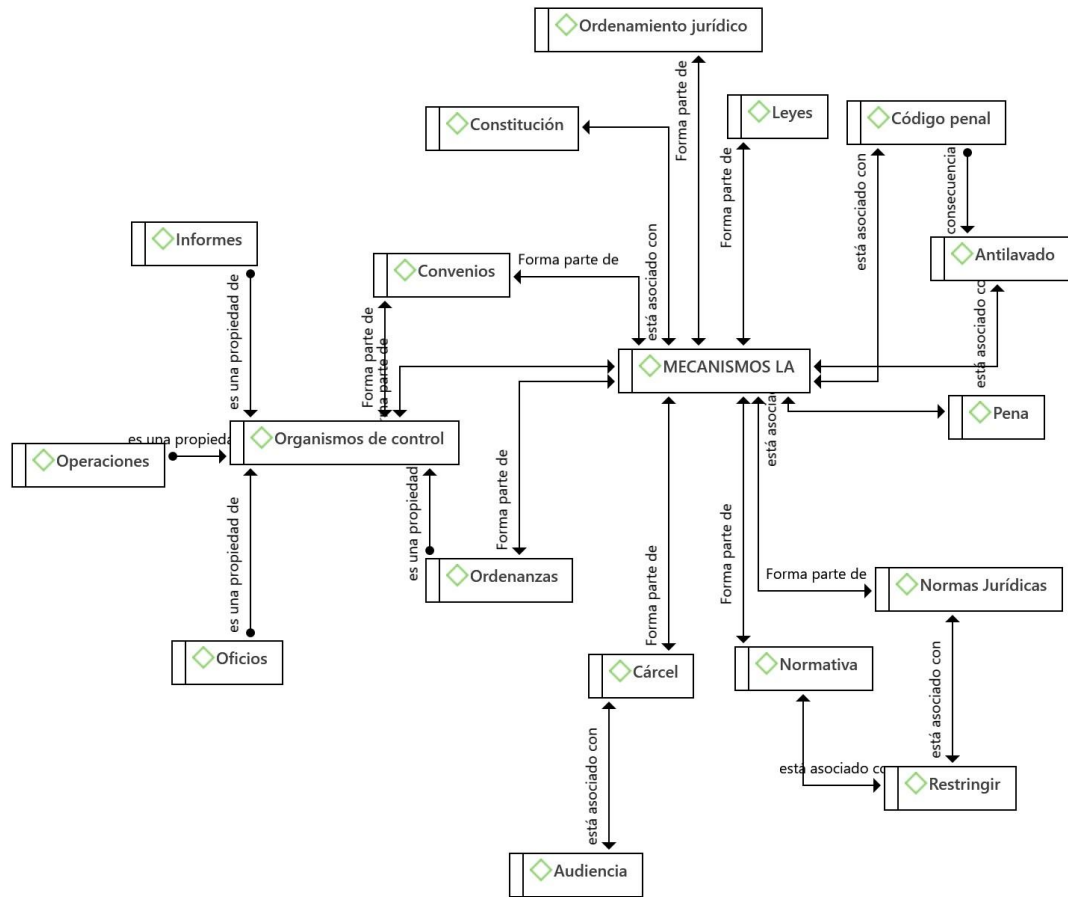 Ordenamiento jurídico
Forma parte de
Leyes
Forma parte de
Código penal
está asociado con
consecuencia
Constitución
está asociado con
Informes
es una propiedad de
Convenios
Forma parte de
Forma parte de
ma parte de
Antilavado
está asociado co
MECANISMOS LA
está asociad
Pena
Organismos de control
es una propieda
Operaciones
es una propiedad de
Oficios
es una propiedad
Ordenanzas
Forma parte de
Forma parte de
Cárcel
está asociado con
Audiencia
Forma parte de
Normativa
está asociado co
Forma parte de
Normas Jurídicas
está asociado con
Restringir